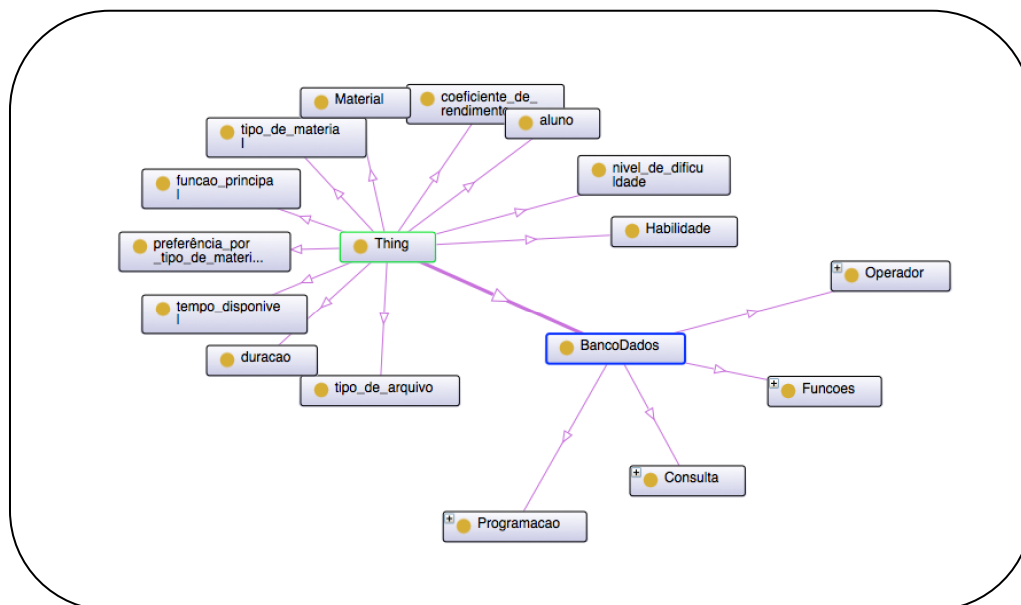 Material
coeficiente_de_
rendimento
aluno
tipo_de_materia
l
nivel_de_dificu
ldade
funcao_principa
l
Habilidade
preferência_por
_tipo_de_materi...
Thing
Operador
tempo_disponive
l
BancoDados
duracao
tipo_de_arquivo
Funcoes
Consulta
Programacao